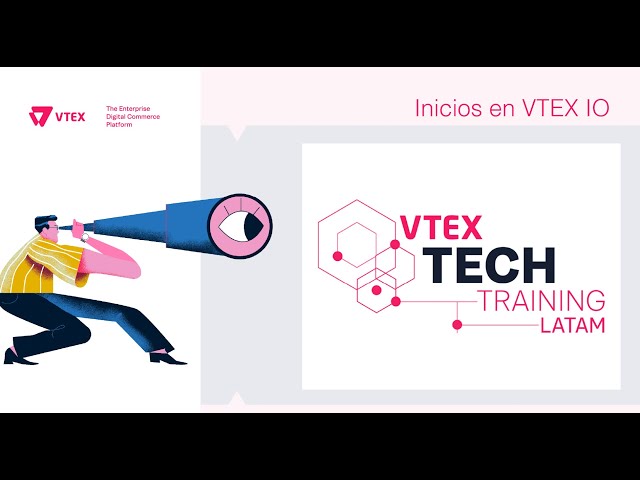 VTEX
The Enterprise
Digital Commerce
Platform
Inicios en VTEX IO
VTEX
TECH
TRAINING
LATAM